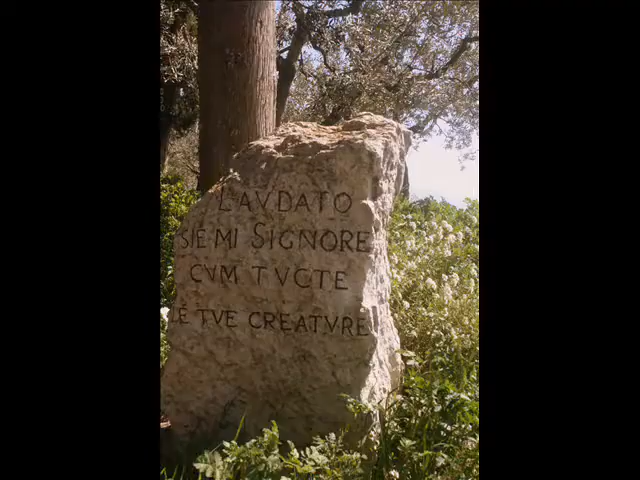 LAVDATO
SIE MI SIGNORE
CVM TVCTE
LE TVE CREATVRE